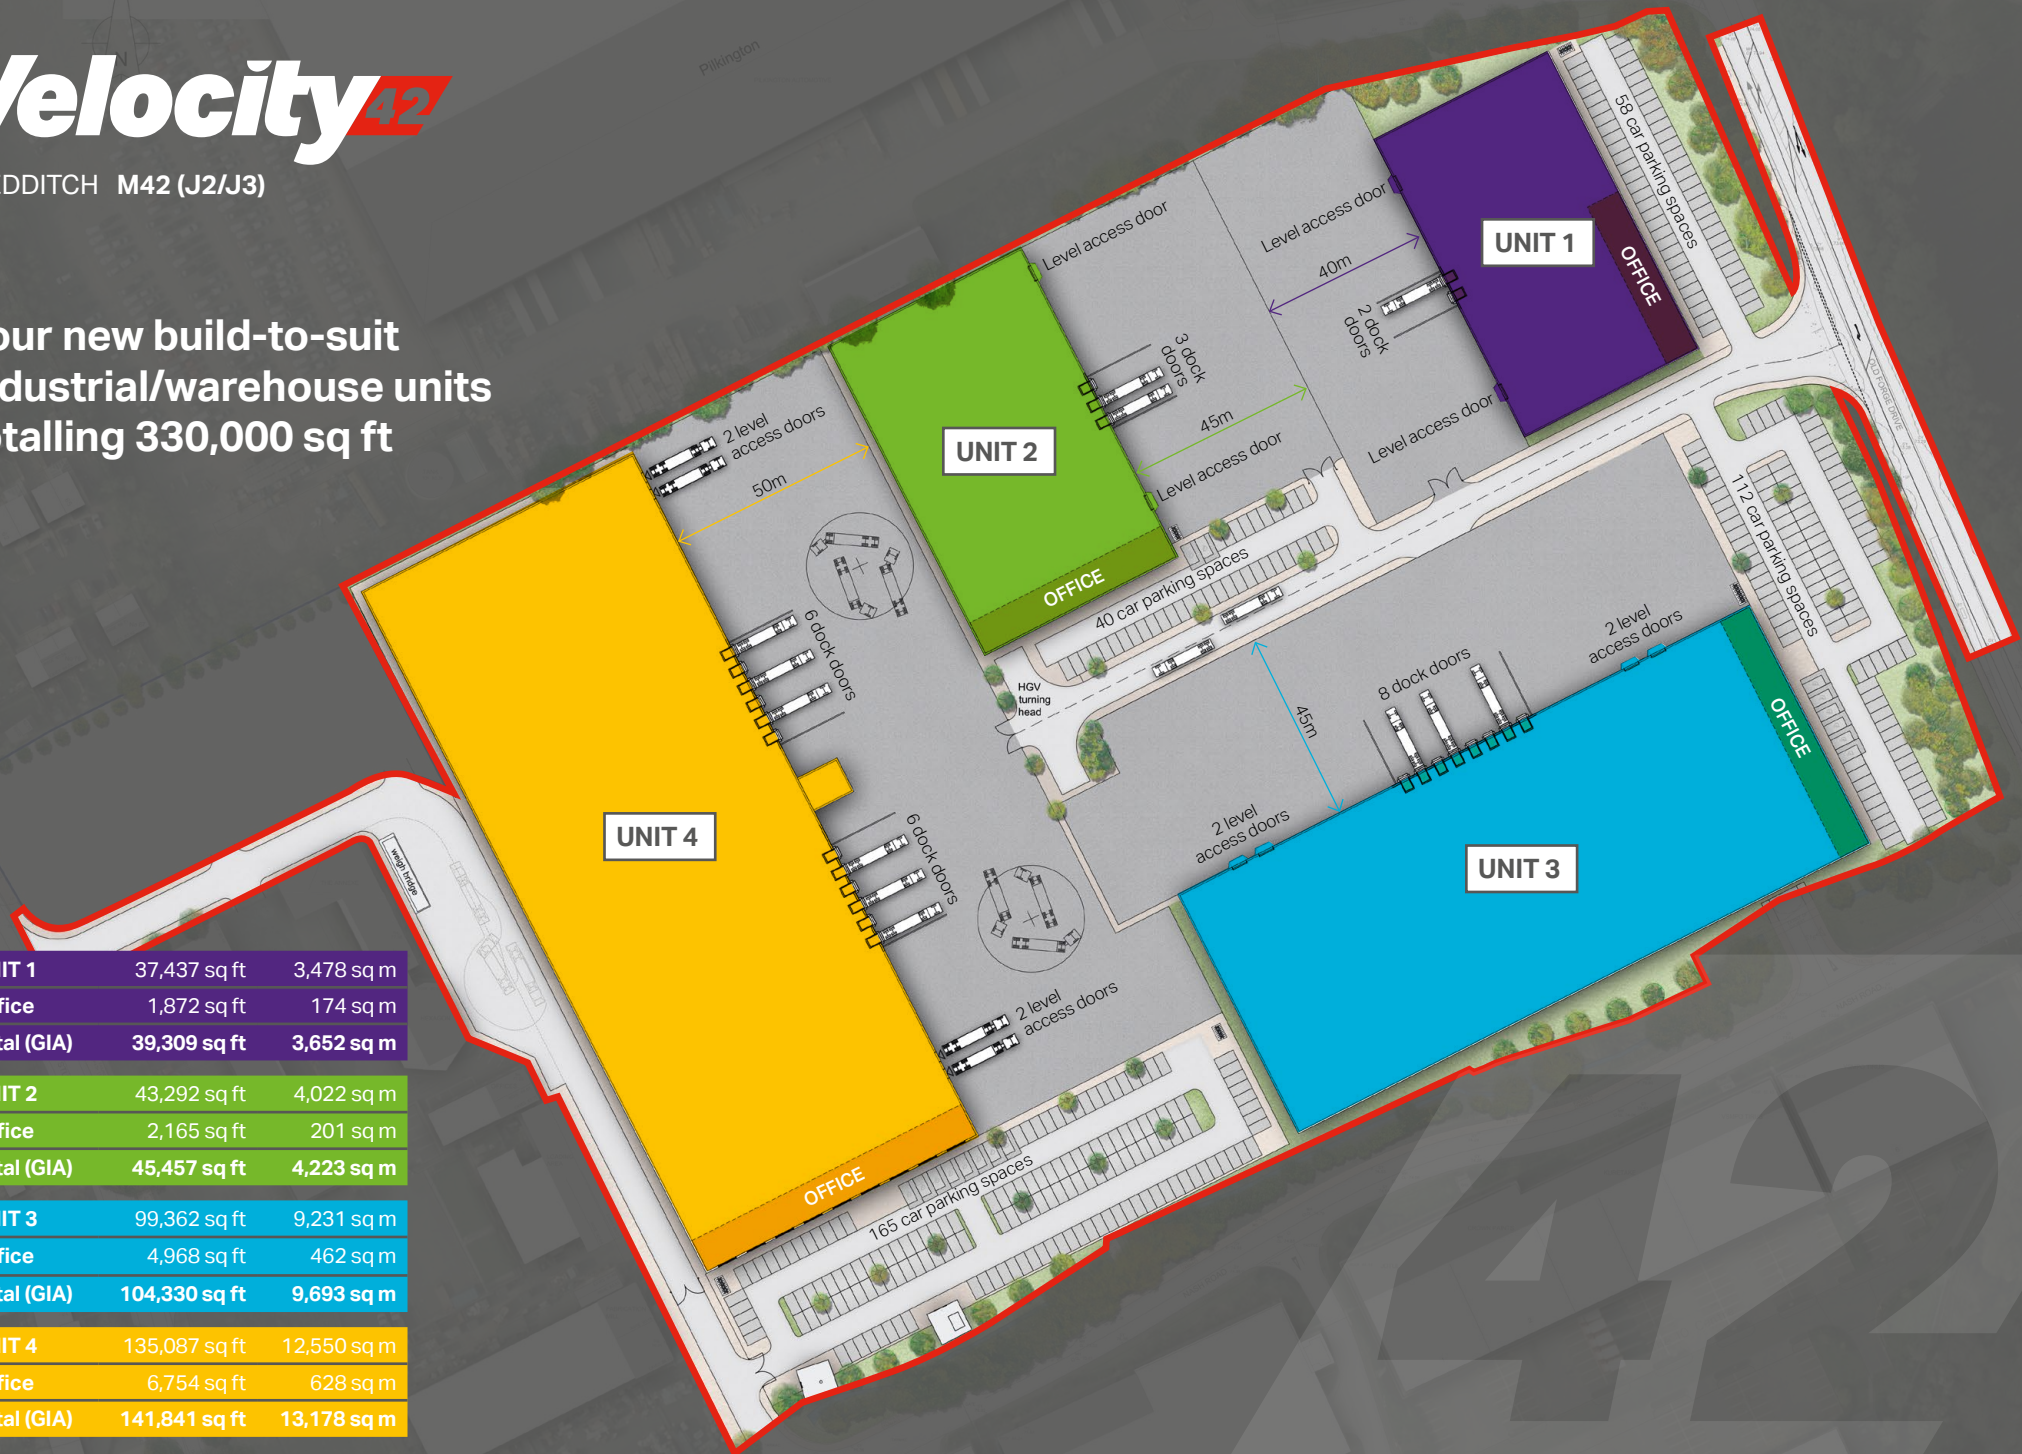 Velocity42
EDDITCH M42 (J2/J3)
our new build-to-suit
dustrial/warehouse units
otalling 330,000 sq ft
Pilkington
58 car parking spaces
UNIT 1
OFFICE
Level access door
40m
2 dock
doors
Level access door
Level access door
3 dock
doors
45m
Level access door
UNIT 2
OFFICE
40 car parking spaces
OLD FORGE DRIVE
112 car parking spaces
2 level
access doors
50m
6 dock doors
HGV
turning
head
45m
8 dock doors
2 level
access doors
OFFICE
2 level
access doors
UNIT 3
UNIT 4
6 dock doors
2 level
access doors
OFFICE
165 car parking spaces
weigh bridge
IT 1 37,437 sq ft 3,478 sq m
fice 1,872 sq ft 174 sq m
tal (GIA) 39,309 sq ft 3,652 sq m
IT 2 43,292 sq ft 4,022 sq m
fice 2,165 sq ft 201 sq m
tal (GIA) 45,457 sq ft 4,223 sq m
IT 3 99,362 sq ft 9,231 sq m
fice 4,968 sq ft 462 sq m
tal (GIA) 104,330 sq ft 9,693 sq m
IT 4 135,087 sq ft 12,550 sq m
fice 6,754 sq ft 628 sq m
tal (GIA) 141,841 sq ft 13,178 sq m
42